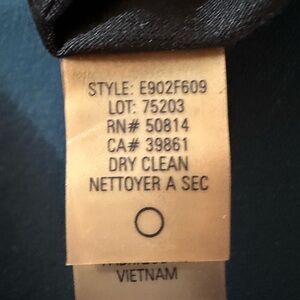 STYLE: E902F609
LOT: 75203
RN# 50814
CA# 39861
DRY CLEAN
NETTOYER A SEC
VIETNAM